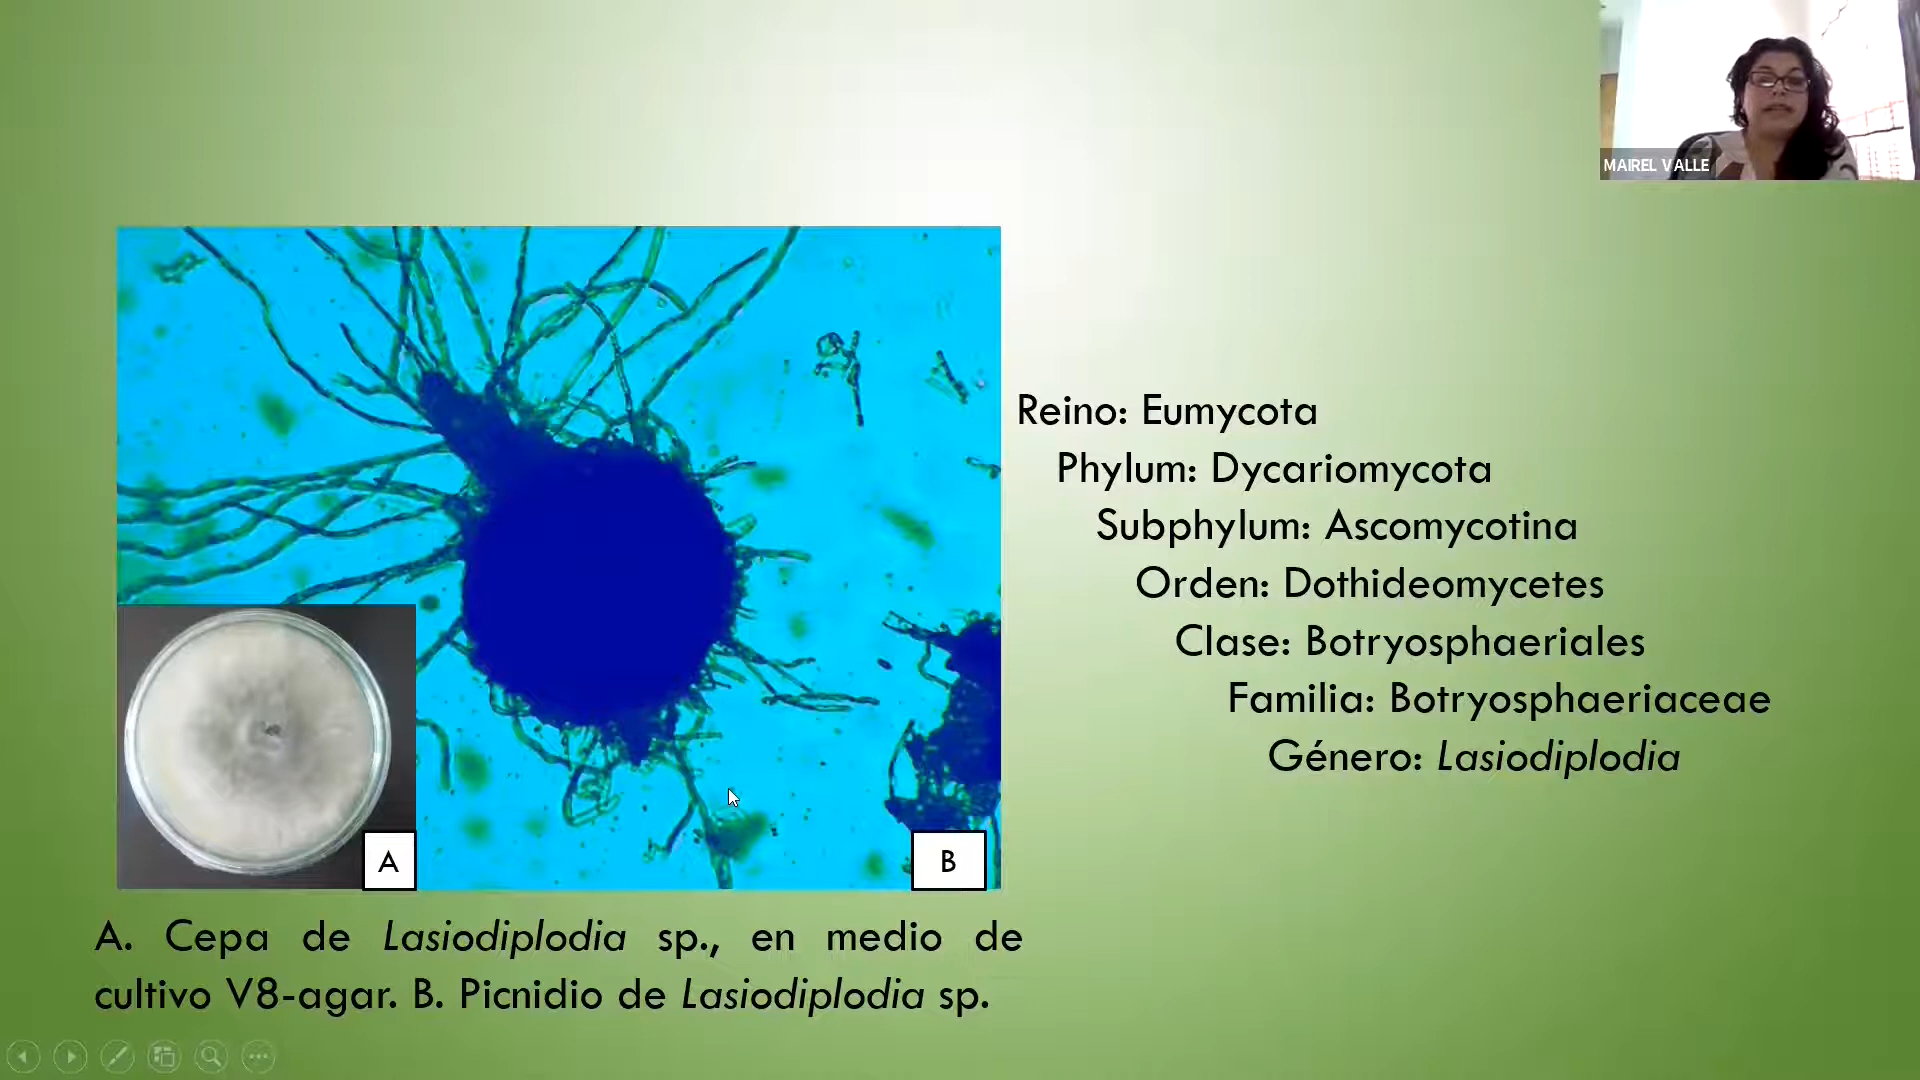 MAIREL VALLE
Reino: Eumycota
Phylum: Dycariomycota
Subphylum: Ascomycotina
Orden: Dothideomycetes
Clase: Botryosphaeriales
Familia: Botryosphaeriaceae
Género: Lasiodiplodia
A
B
A. Cepa de Lasiodiplodia sp., en medio de
cultivo V8-agar. B. Picnidio de Lasiodiplodia sp.